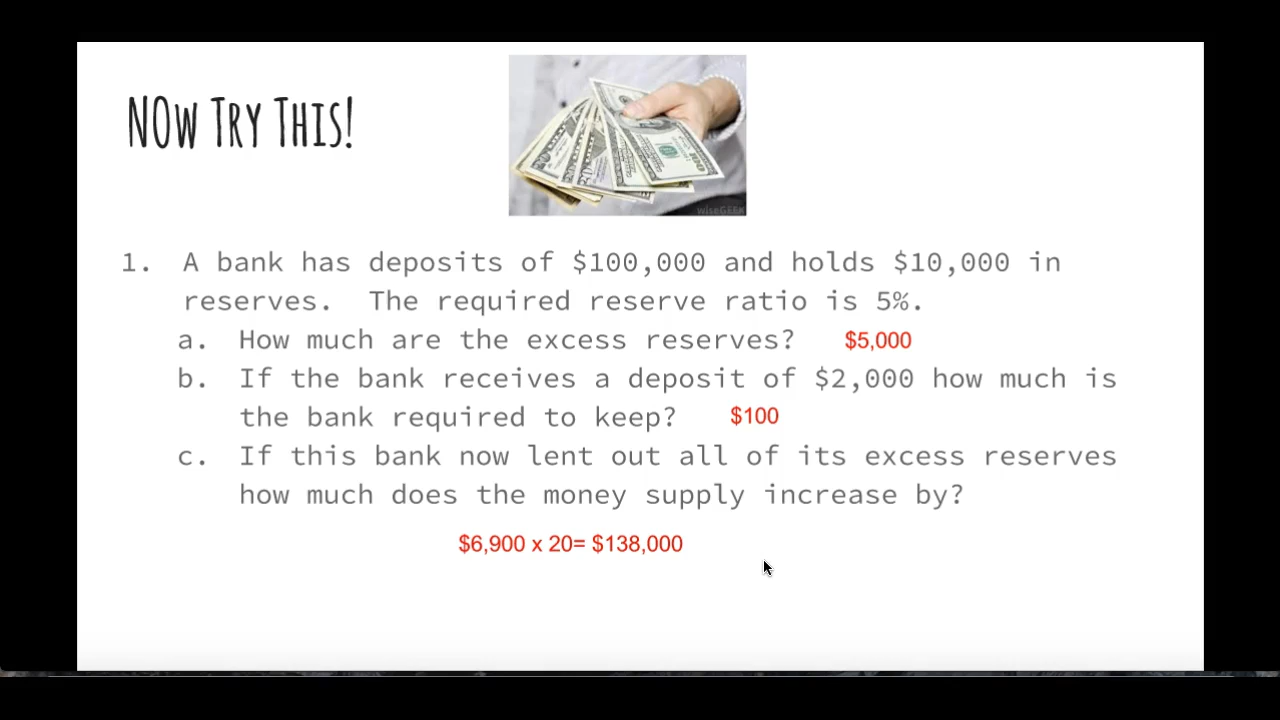 NOw Try This!
wiseGEEK
1. A bank has deposits of $100,000 and holds $10,000 in
reserves. The required reserve ratio is 5%.
a. How much are the excess reserves? $5,000
b. If the bank receives a deposit of $2,000 how much is
the bank required to keep? $100
c. If this bank now lent out all of its excess reserves
how much does the money supply increase by?
$6,900 x 20= $138,000